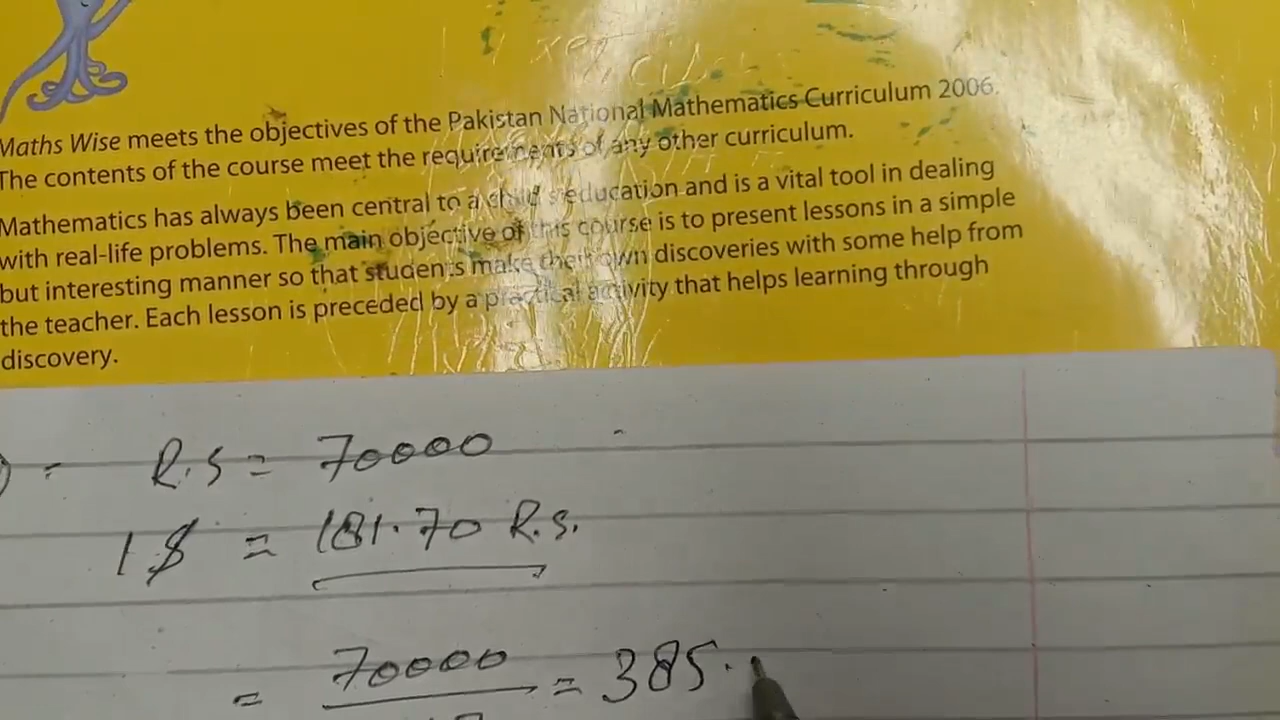 Maths Wise meets the objectives of the Pakistan National Mathematics Curriculum 2006.
The contents of the course meet the requirements of any other curriculum.
Mathematics has always been central to a child's education and is a vital tool in dealing
with real-life problems. The main objective of this course is to present lessons in a simple
but interesting manner so that students make their own discoveries with some help from
the teacher. Each lesson is preceded by a practical activity that helps learning through
discovery.
) = R.S = 70000
1 $ = 181.70 R.S.
= 70000 = 385.